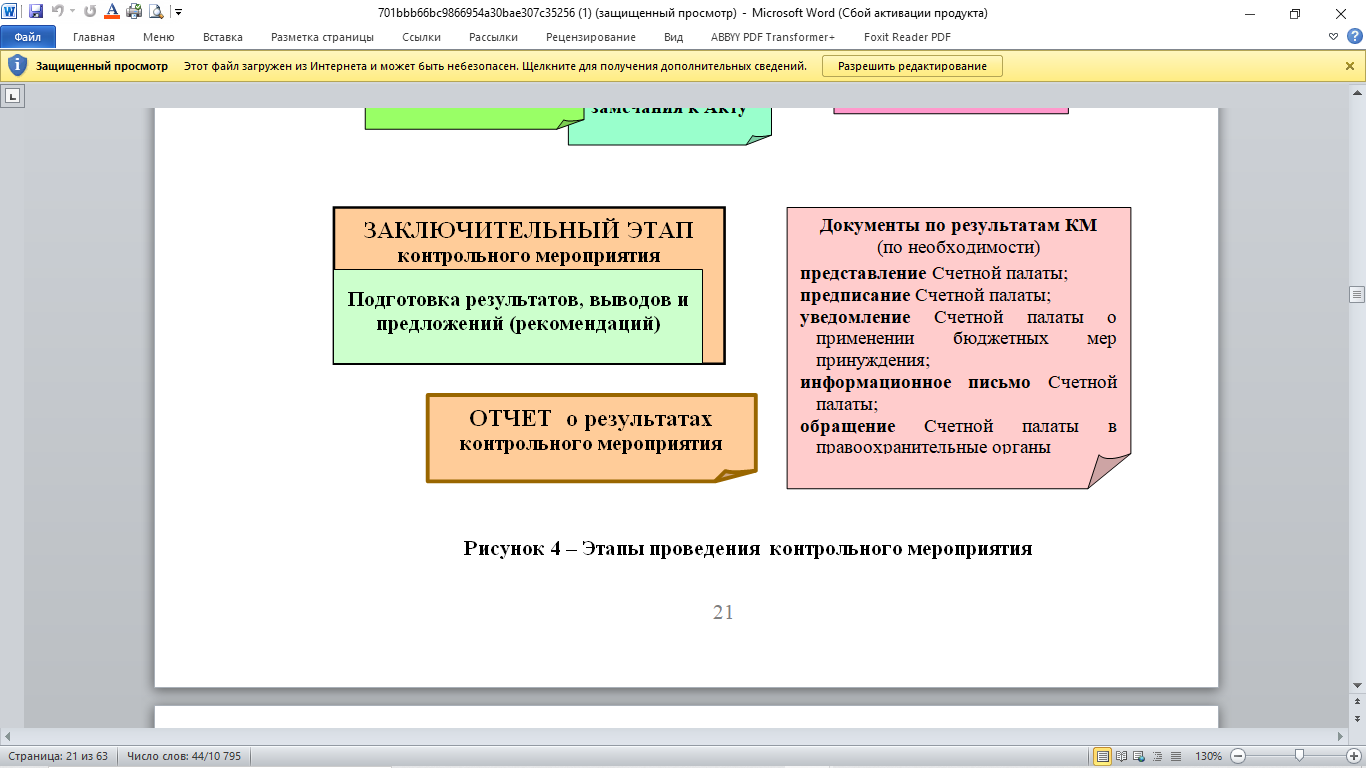 701bbb66bc9866954a30bae307c35256 (1) (защищенный просмотр) - Microsoft Word (Сбой активации продукта)
Файл Главная Меню Вставка Разметка страницы Ссылки Рассылки Рецензирование Вид ABBYY PDF Transformer+ Foxit Reader PDF
Защищенный просмотр Этот файл загружен из Интернета и может быть небезопасен. Щелкните для получения дополнительных сведений. Разрешить редактирование
замечания к Акту
ЗАКЛЮЧИТЕЛЬНЫЙ ЭТАП
контрольного мероприятия
Подготовка результатов, выводов и
предложений (рекомендаций)
ОТЧЕТ о результатах
контрольного мероприятия
Документы по результатам КМ
(по необходимости)
представление Счетной палаты;
предписание Счетной палаты;
уведомление Счетной палаты о
применении бюджетных мер
принуждения;
информационное письмо Счетной
палаты;
обращение Счетной палаты в
правоохранительные органы
Рисунок 4 – Этапы проведения контрольного мероприятия
21
Страница: 21 из 63 Число слов: 44/10 795 130%